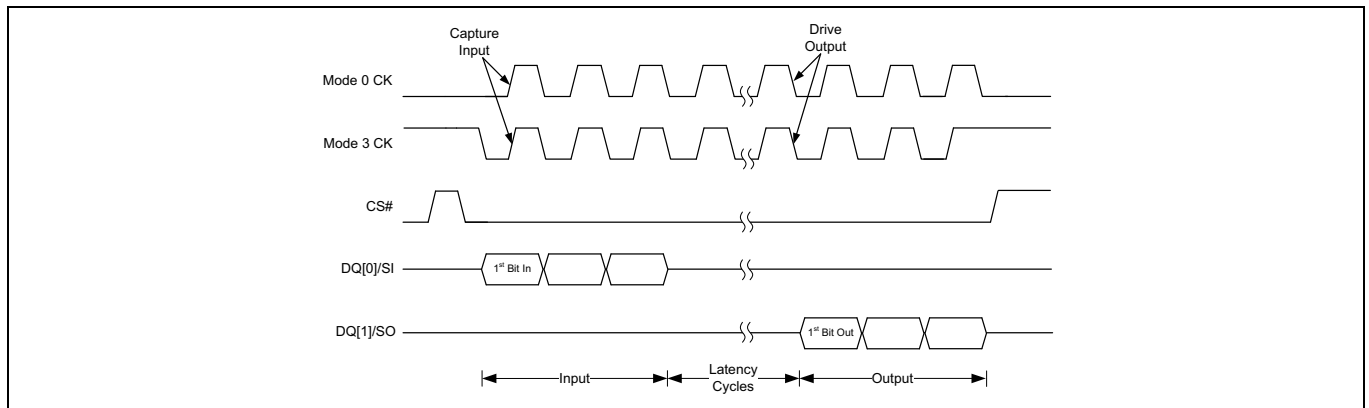 Capture
Input
Drive
Output
Mode 0 CK
Mode 3 CK
CS#
DQ[0]/SI
1st Bit In
DQ[1]/SO
1st Bit Out
Input
Latency
Cycles
Output